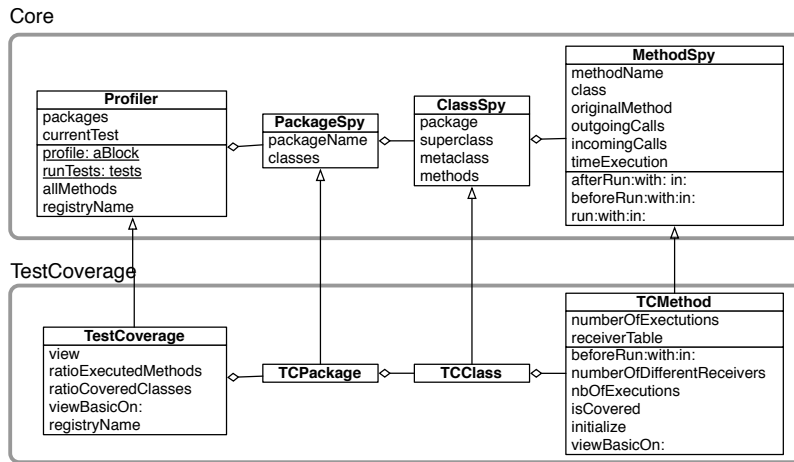 Core
Profiler
packages
currentTest
profile: aBlock
runTests: tests
allMethods
registryName
PackageSpy
packageName
classes
ClassSpy
package
superclass
metaclass
methods
MethodSpy
methodName
class
originalMethod
outgoingCalls
incomingCalls
timeExecution
afterRun:with: in:
beforeRun:with:in:
run:with:in:
TestCoverage
TestCoverage
view
ratioExecutedMethods
ratioCoveredClasses
viewBasicOn:
registryName
TCPackage
TCClass
TCMethod
numberOfExectutions
receiverTable
beforeRun:with:in:
numberOfDifferentReceivers
nbOfExecutions
isCovered
initialize
viewBasicOn: